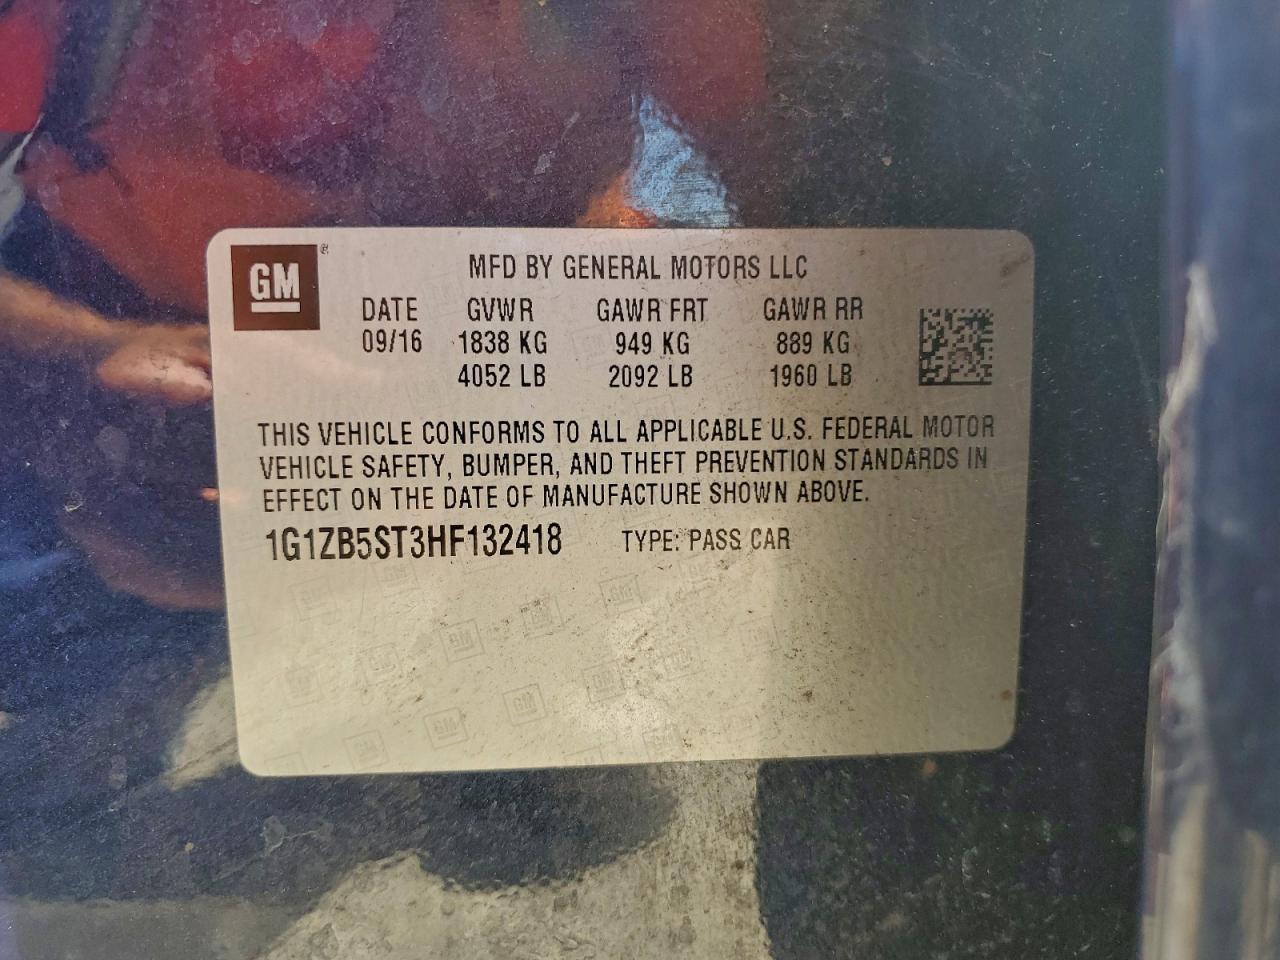 GM
MFD BY GENERAL MOTORS LLC
DATE GVWR GAWR FRT GAWR RR
09/16 1838 KG 949 KG 889 KG
4052 LB 2092 LB 1960 LB
THIS VEHICLE CONFORMS TO ALL APPLICABLE U.S. FEDERAL MOTOR
VEHICLE SAFETY, BUMPER, AND THEFT PREVENTION STANDARDS IN
EFFECT ON THE DATE OF MANUFACTURE SHOWN ABOVE.
1G1ZB5ST3HF132418 TYPE: PASS CAR